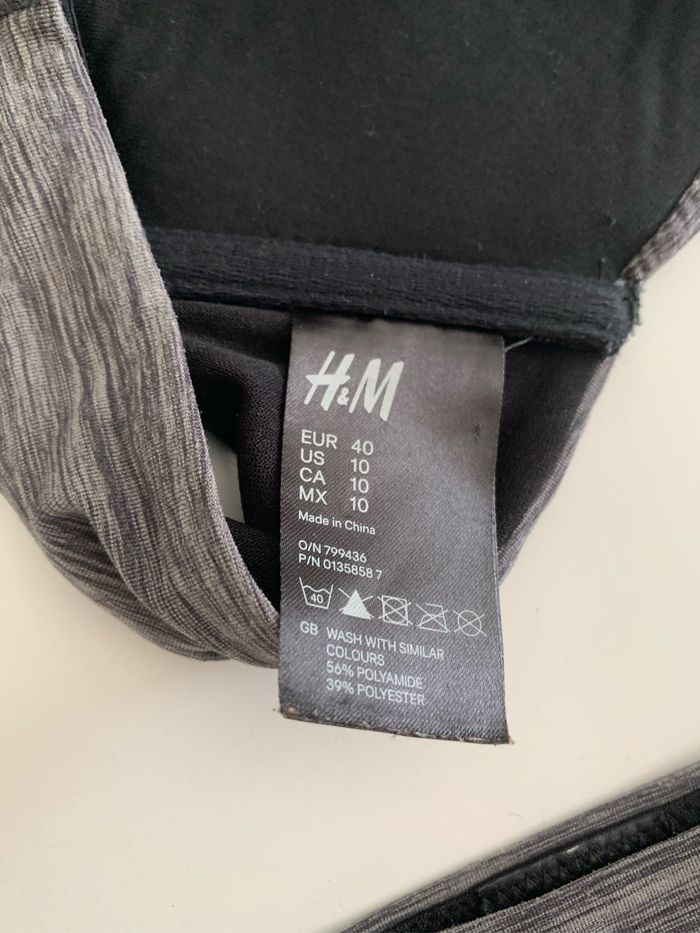 H&M
EUR 40
US 10
CA 10
MX 10
Made in China
O/N 799436
P/N 0135858 7
40
GB WASH WITH SIMILAR
COLOURS
56% POLYAMIDE
39% POLYESTER